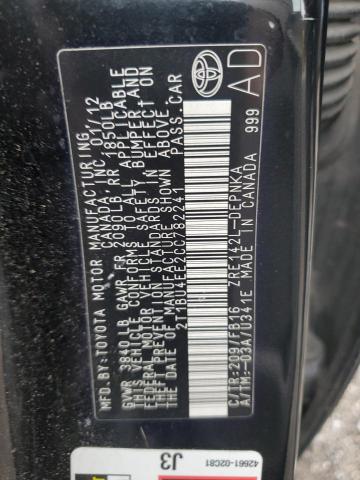 MFD.BY:TOYOTA MOTOR MANUFACTURING
CANADA, INC. 01/12
GVWR 3840 LB GAWR FR 2090LB RR 1850LB
THIS VEHICLE CONFORMS TO ALL APPLICABLE
FEDERAL MOTOR VEHICLE SAFETY, BUMPER, AND
THEFT PREVENTION STANDARDS IN EFFECT ON
THE DATE OF MANUFACTURE SHOWN ABOVE.
2T1BU4EE2CC782241 PASS.CAR
C/TR:209/FB16 ZRE142L-DEPNKA
A/TM:-03A/U341E MADE IN CANADA 999
AD
J3
42661-02C81